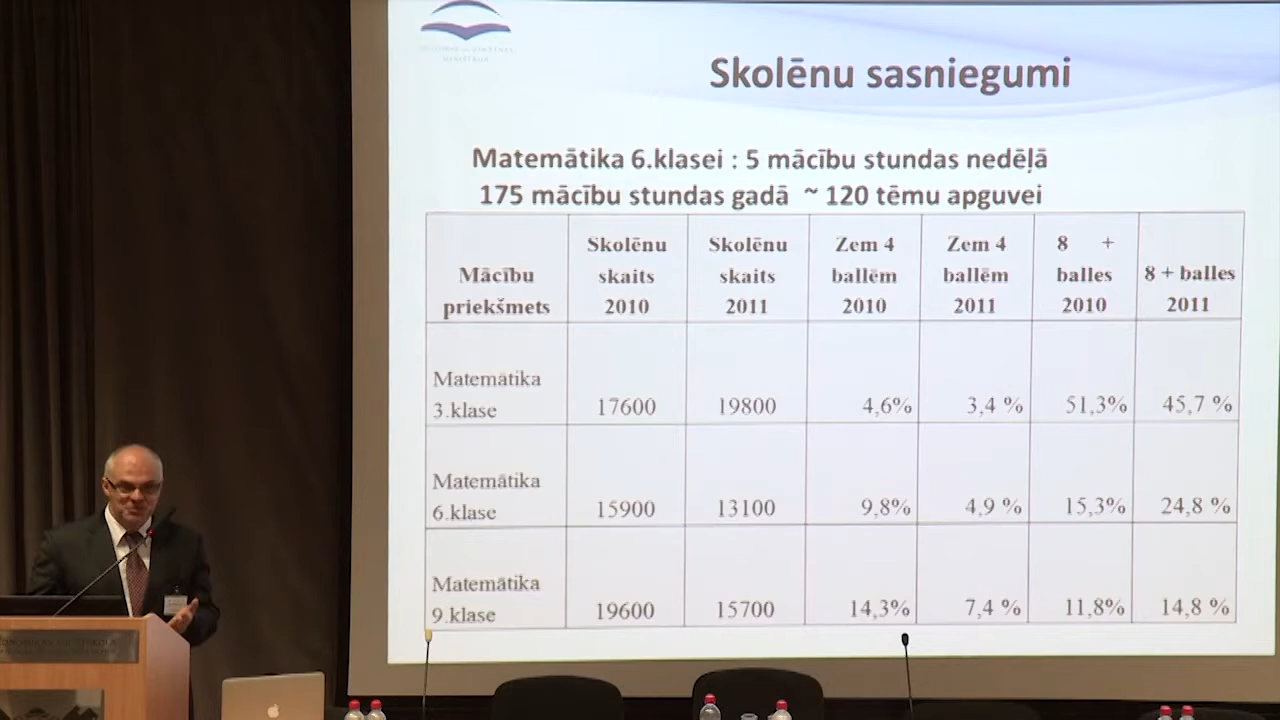 Skolēnu sasniegumi
Matemātika 6.klasei : 5 mācību stundas nedēļā
175 mācību stundas gadā ~ 120 tēmu apguvei
Mācību priekšmets
Skolēnu skaits 2010
Skolēnu skaits 2011
Zem 4 ballēm 2010
Zem 4 ballēm 2011
8 + balles 2010
8 + balles 2011
Matemātika 3.klase 17600 19800 4,6% 3,4 % 51,3% 45,7 %
Matemātika 6.klase 15900 13100 9,8% 4,9 % 15,3% 24,8 %
Matemātika 9.klase 19600 15700 14,3% 7,4 % 11,8% 14,8 %